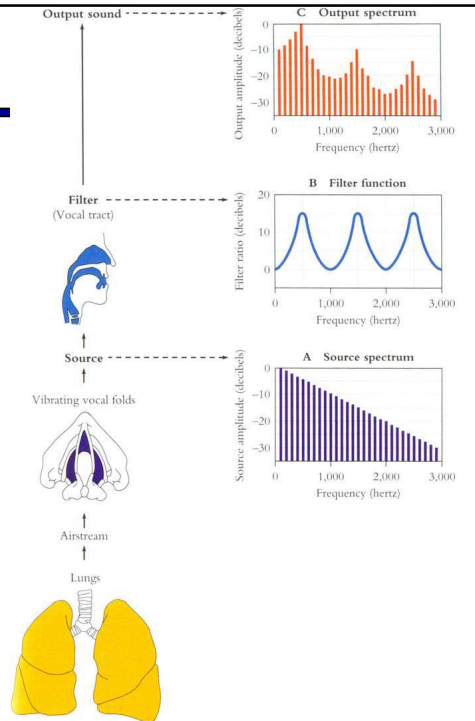 Output sound
C Output spectrum
Output amplitude (decibels)
0
−10
−20
−30
0 1,000 2,000 3,000
Frequency (hertz)
Filter
(Vocal tract)
B Filter function
Filter ratio (decibels)
20
10
0
0 1,000 2,000 3,000
Frequency (hertz)
Source
A Source spectrum
Source amplitude (decibels)
0
−10
−20
−30
0 1,000 2,000 3,000
Frequency (hertz)
Vibrating vocal folds
Airstream
Lungs